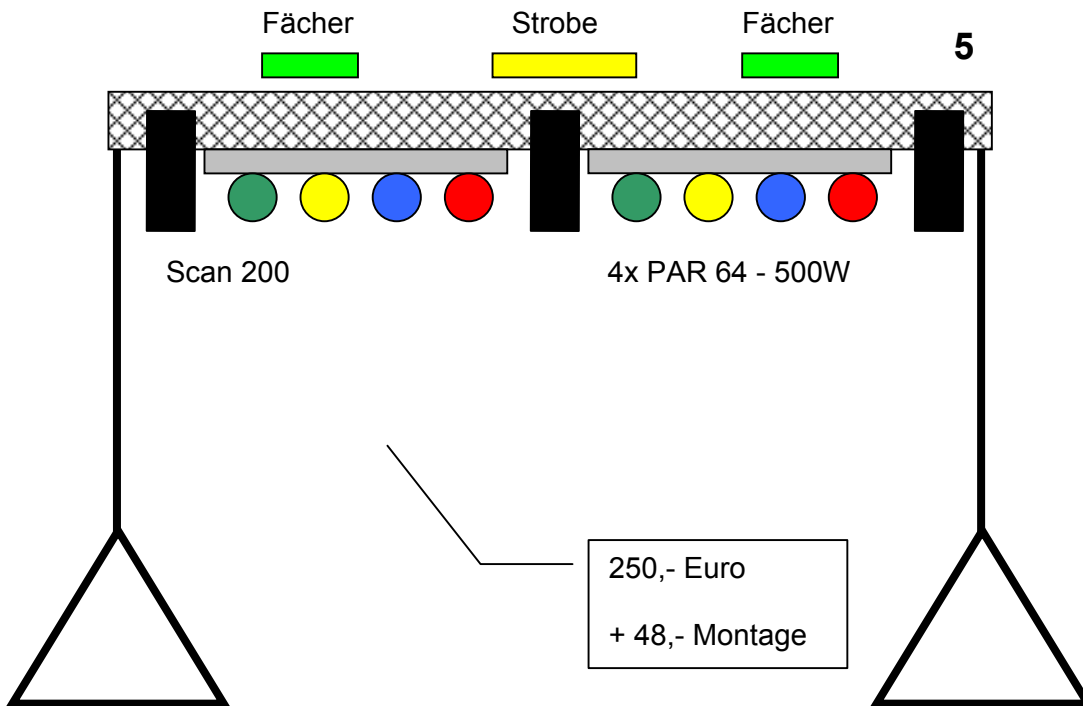 Fächer
Strobe
Fächer
5
Scan 200
4x PAR 64 - 500W
250,- Euro
+ 48,- Montage